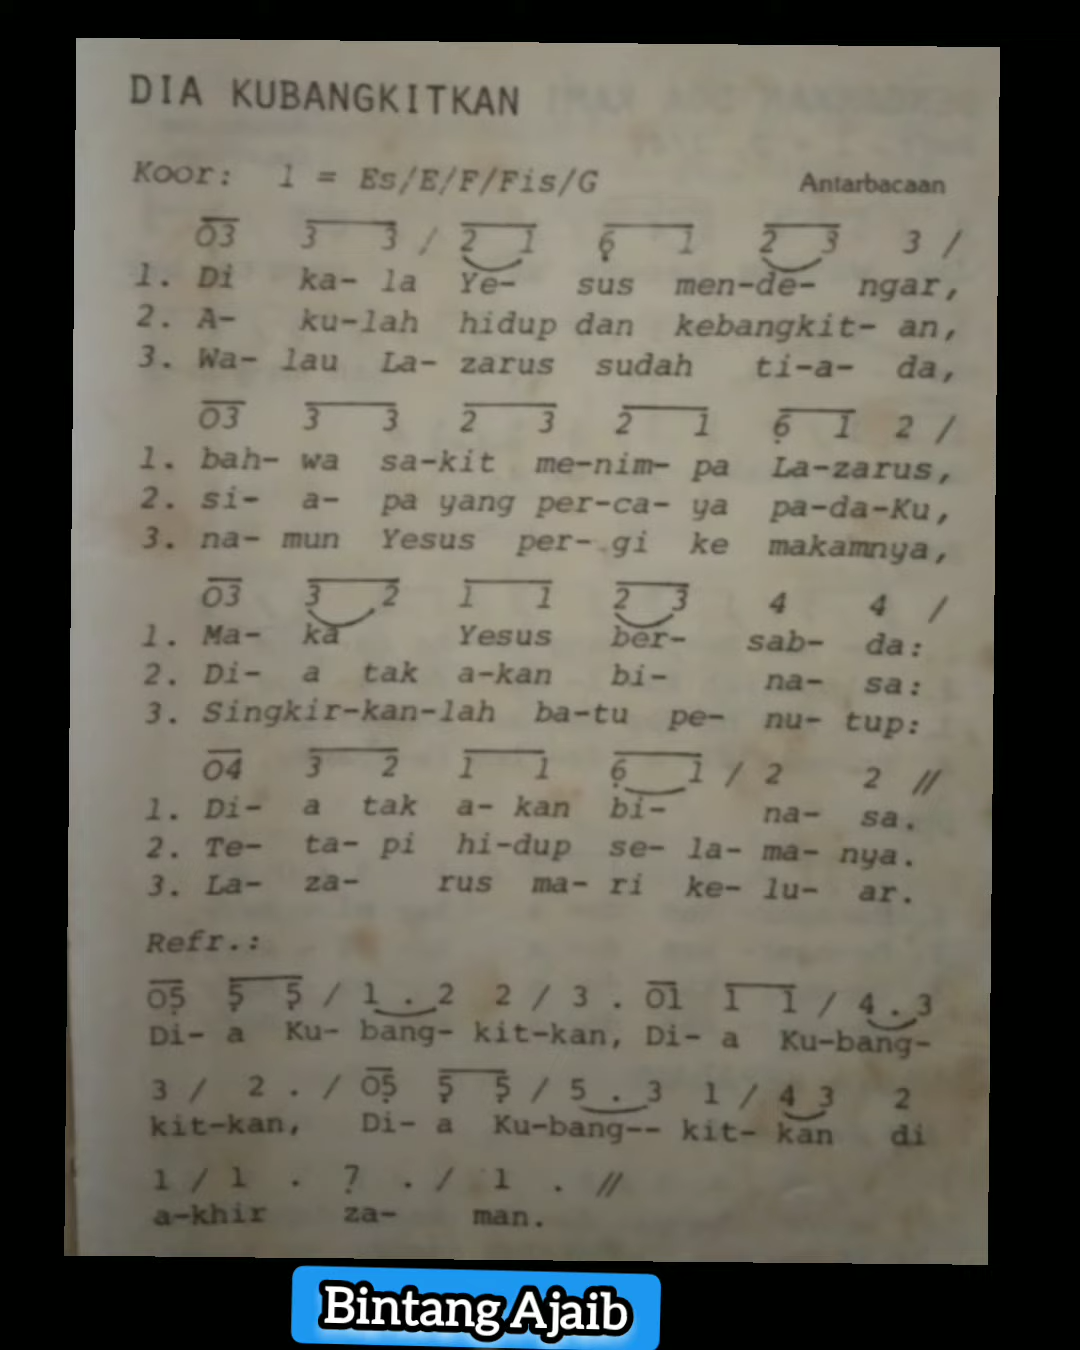 DIA KUBANGKITKAN
Koor: 1 = Es/E/F/Fis/G Antarbacaan
03 3 3 / 2 1 6̣ 1 2 3 3 /
1. Di ka- la Ye- sus men-de- ngar,
2. A- ku-lah hidup dan kebangkit- an,
3. Wa- lau La- zarus sudah ti-a- da,
03 3 3 2 3 2 1 6̣ 1 2 /
1. bah- wa sa-kit me-nim- pa La-zarus,
2. si- a- pa yang per-ca- ya pa-da-Ku,
3. na- mun Yesus per- gi ke makamnya,
03 3 2 1 1 2 3 4 4 /
1. Ma- ka Yesus ber- sab- da:
2. Di- a tak a-kan bi- na- sa:
3. Singkir-kan-lah ba-tu pe- nu- tup:
04 3 2 1 1 6̣ 1 / 2 2 //
1. Di- a tak a- kan bi- na- sa.
2. Te- ta- pi hi-dup se- la- ma- nya.
3. La- za- rus ma- ri ke- lu- ar.
Refr.:
05̣ 5̣ 5̣ / 1 . 2 2 / 3 . 01 1 1 / 4 . 3
Di- a Ku- bang- kit-kan, Di- a Ku-bang-
3 / 2 . / 05̣ 5̣ 5̣ / 5 . 3 1 / 4 3 2
kit-kan, Di- a Ku-bang-- kit- kan di
1 / 1 . 7̣ . / 1 . //
a-khir za- man.
Bintang Ajaib